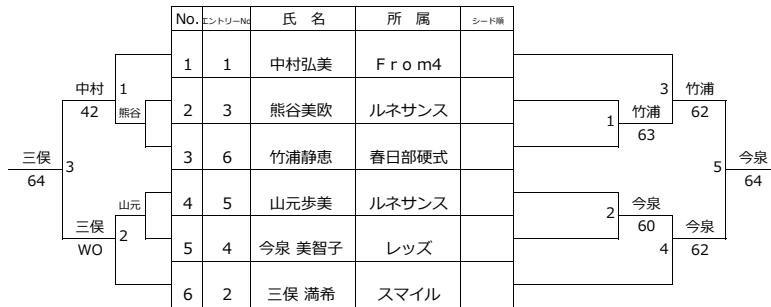 No. エントリーNo 氏 名 所 属 シード順
1 1 中村弘美 From4
2 3 熊谷美欧 ルネサンス
3 6 竹浦静恵 春日部硬式
4 5 山元歩美 ルネサンス
5 4 今泉 美智子 レッズ
6 2 三俣 満希 スマイル
中村 1
42 熊谷
三俣 3
64
山元
三俣 2
WO
3 竹浦
62
1 竹浦
63
5 今泉
64
2 今泉
60
4 今泉
62